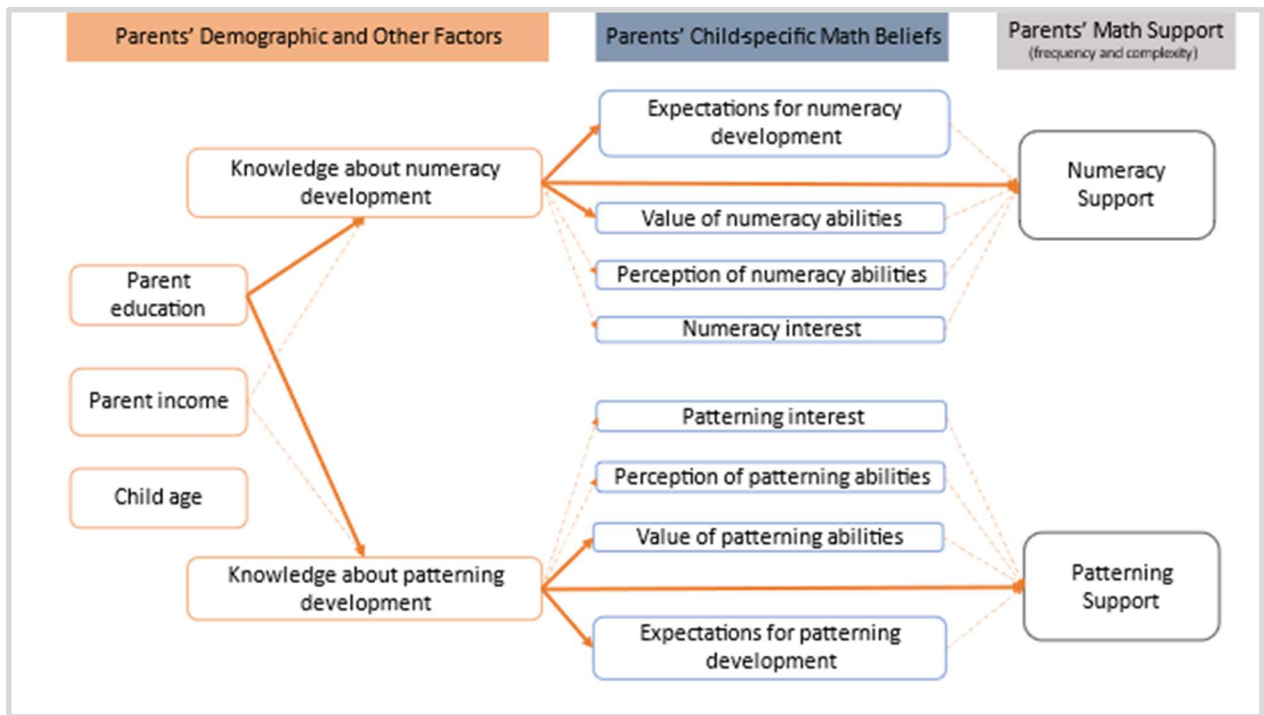 Parents' Demographic and Other Factors
Parents' Child-specific Math Beliefs
Parents' Math Support
(frequency and complexity)
Expectations for numeracy
development
Knowledge about numeracy
development
Numeracy
Support
Value of numeracy abilities
Parent
education
Perception of numeracy abilities
Numeracy interest
Parent income
Patterning interest
Child age
Perception of patterning abilities
Value of patterning abilities
Knowledge about patterning
development
Patterning
Support
Expectations for patterning
development